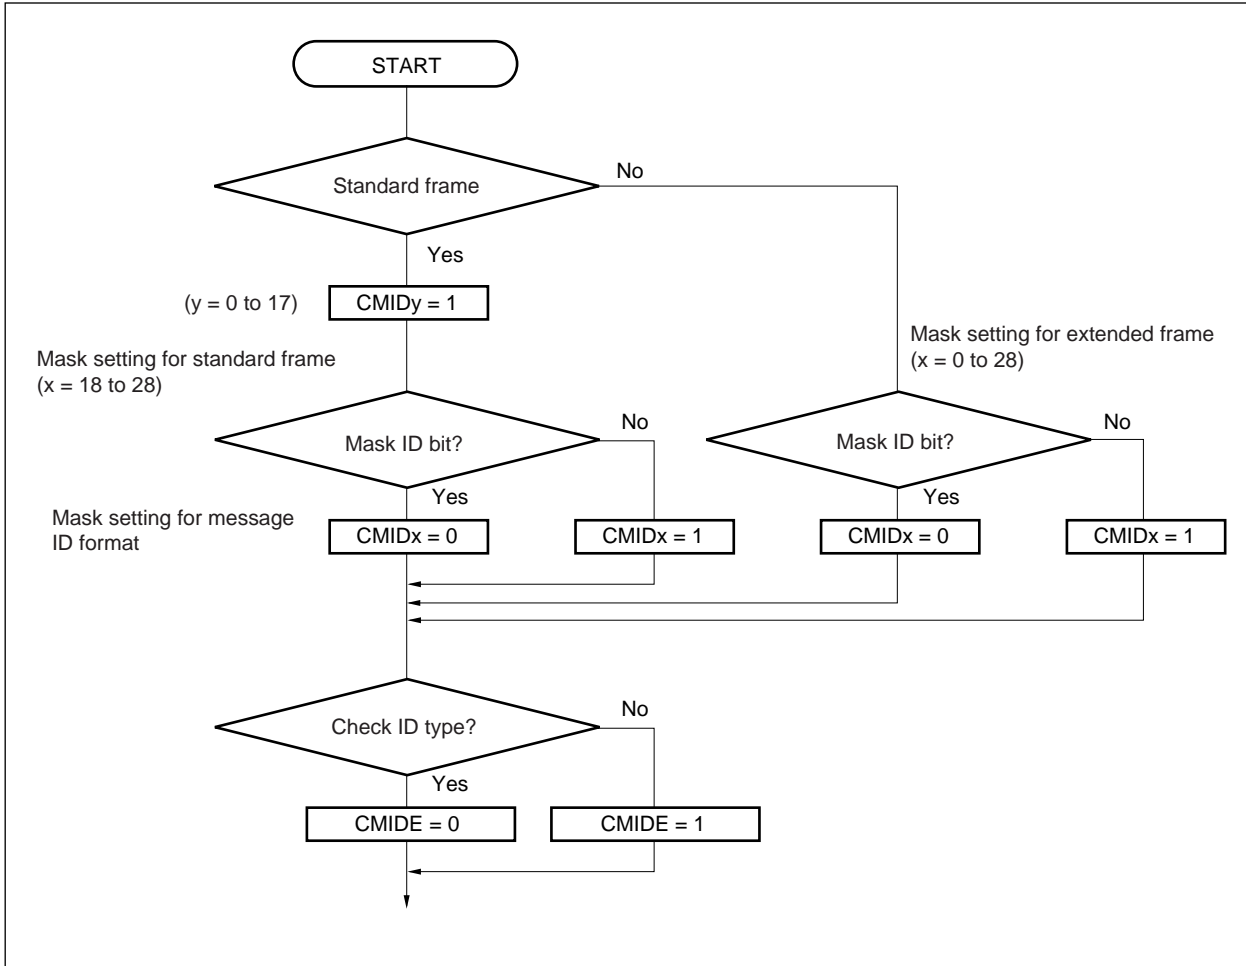 START
Standard frame
No
Yes
(y = 0 to 17)
CMIDy = 1
Mask setting for standard frame
(x = 18 to 28)
Mask setting for extended frame
(x = 0 to 28)
Mask ID bit?
No
Mask ID bit?
No
Yes
Yes
Mask setting for message
ID format
CMIDx = 0
CMIDx = 1
CMIDx = 0
CMIDx = 1
Check ID type?
No
Yes
CMIDE = 0
CMIDE = 1